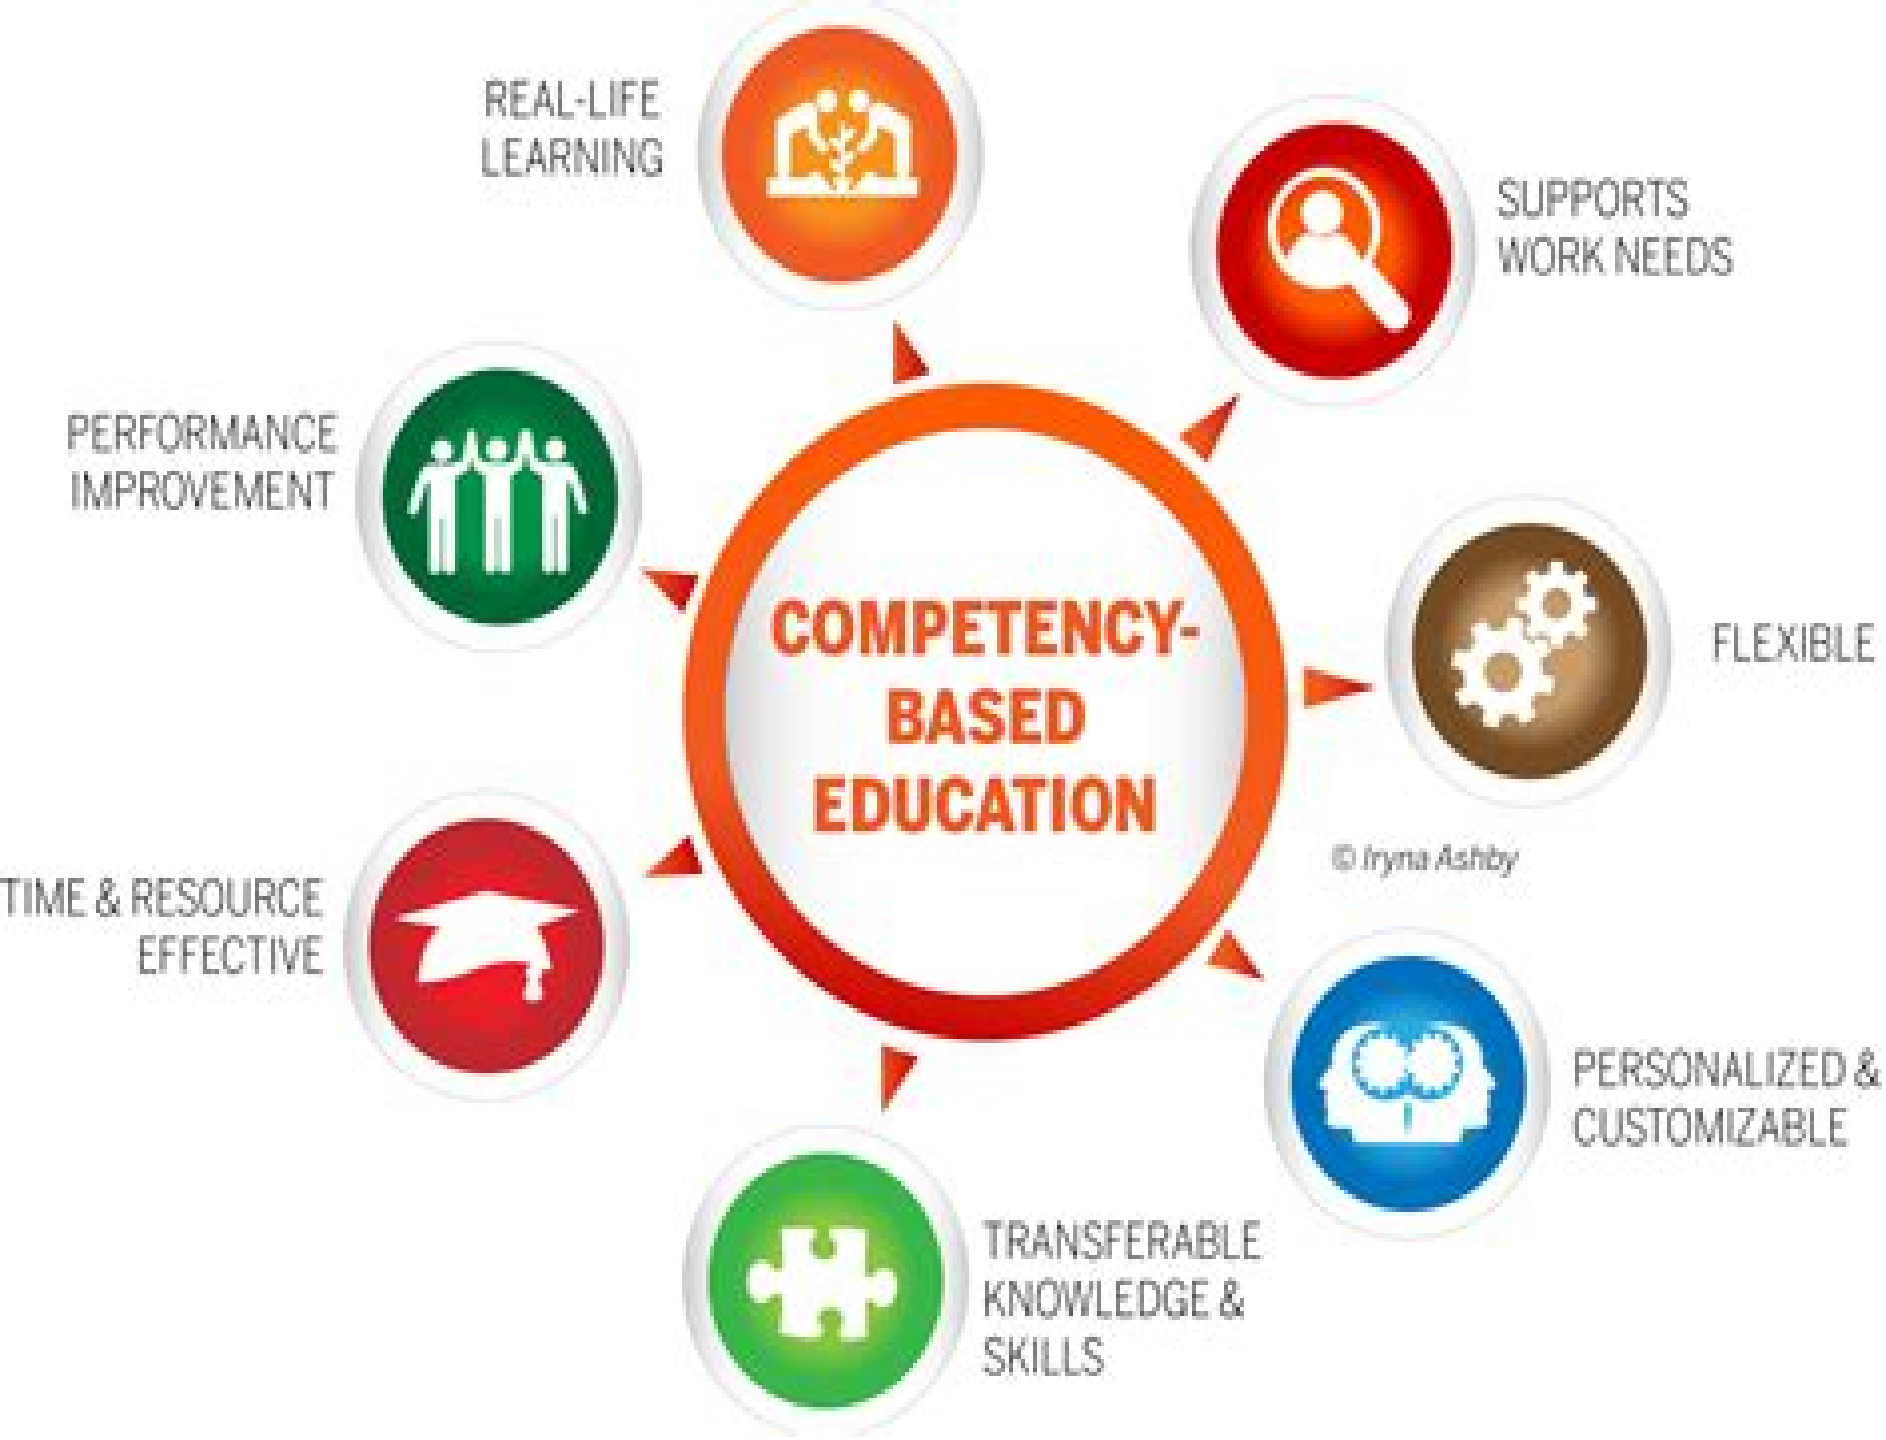 REAL-LIFE
LEARNING
SUPPORTS
WORK NEEDS
PERFORMANCE
IMPROVEMENT
FLEXIBLE
COMPETENCY-
BASED
EDUCATION
© Iryna Ashby
TIME & RESOURCE
EFFECTIVE
PERSONALIZED &
CUSTOMIZABLE
TRANSFERABLE
KNOWLEDGE &
SKILLS